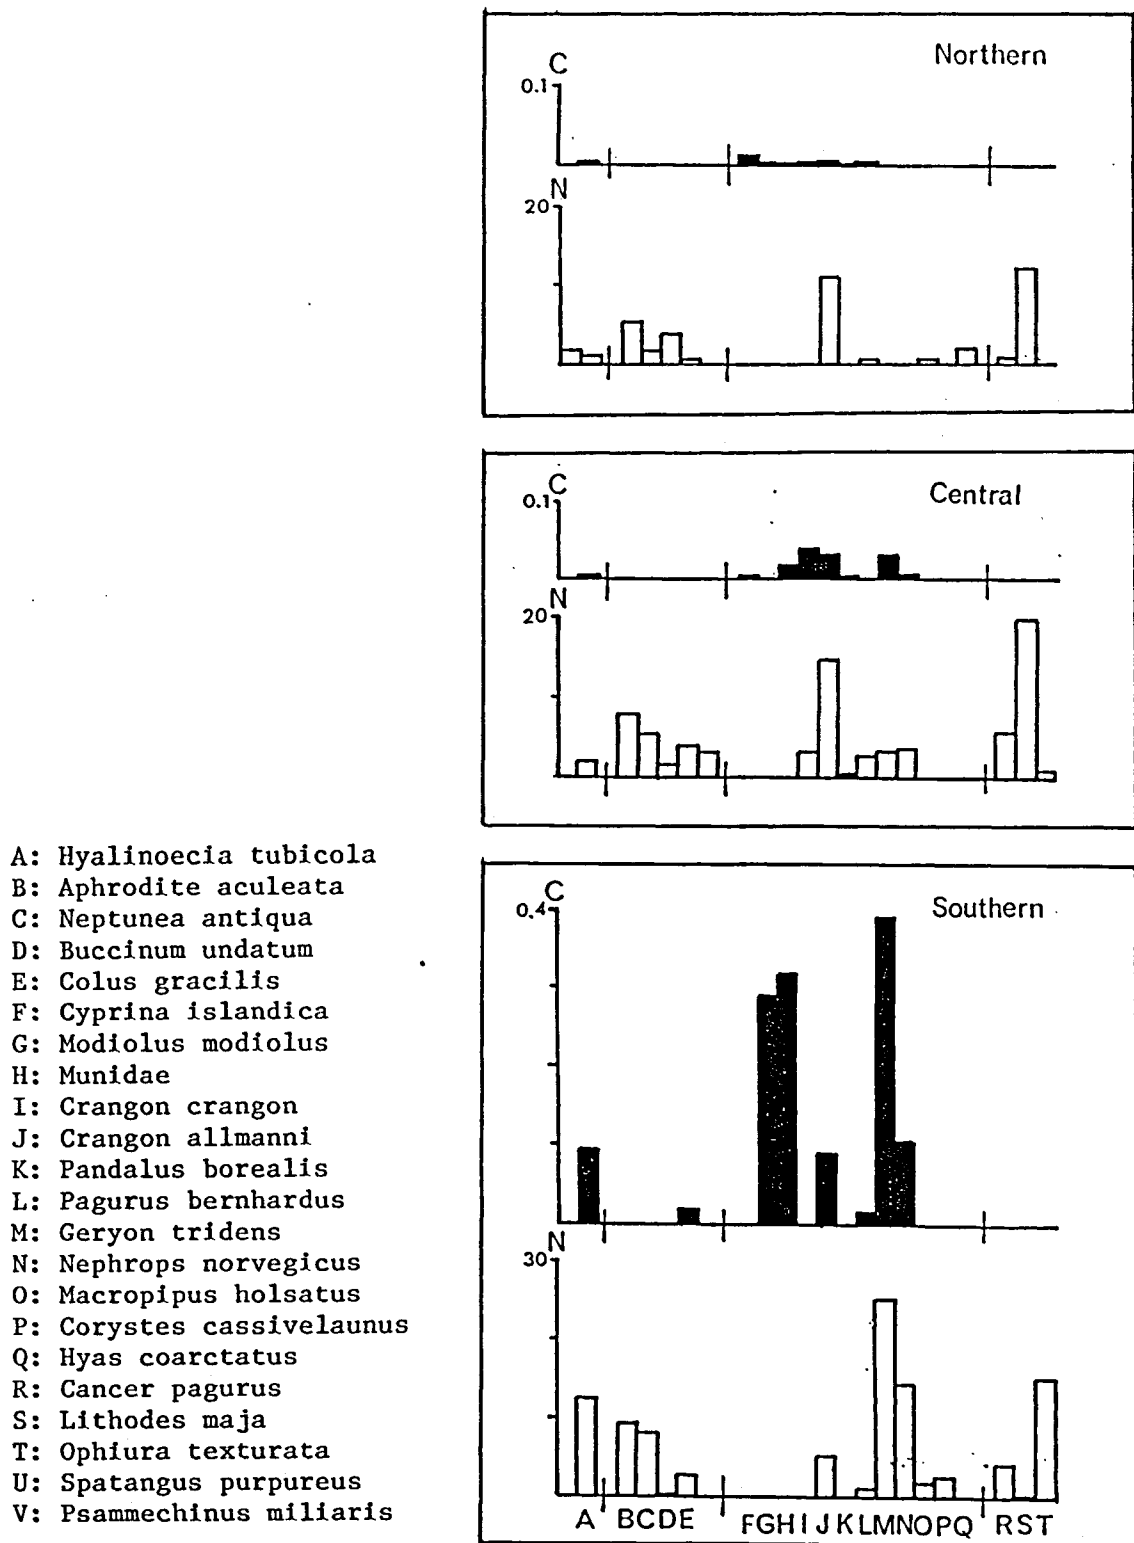 C
Northern
0.1
N
20
C
Central
0.1
N
20
A: Hyalinoecia tubicola
B: Aphrodite aculeata
C: Neptunea antiqua
D: Buccinum undatum
E: Colus gracilis
F: Cyprina islandica
G: Modiolus modiolus
H: Munidae
I: Crangon crangon
J: Crangon allmanni
K: Pandalus borealis
L: Pagurus bernhardus
M: Geryon tridens
N: Nephrops norvegicus
O: Macropipus holsatus
P: Corystes cassivelaunus
Q: Hyas coarctatus
R: Cancer pagurus
S: Lithodes maja
T: Ophiura texturata
U: Spatangus purpureus
V: Psammechinus miliaris
C
Southern
0.4
N
30
A BCDE FGHIJKLMNOPQ RST